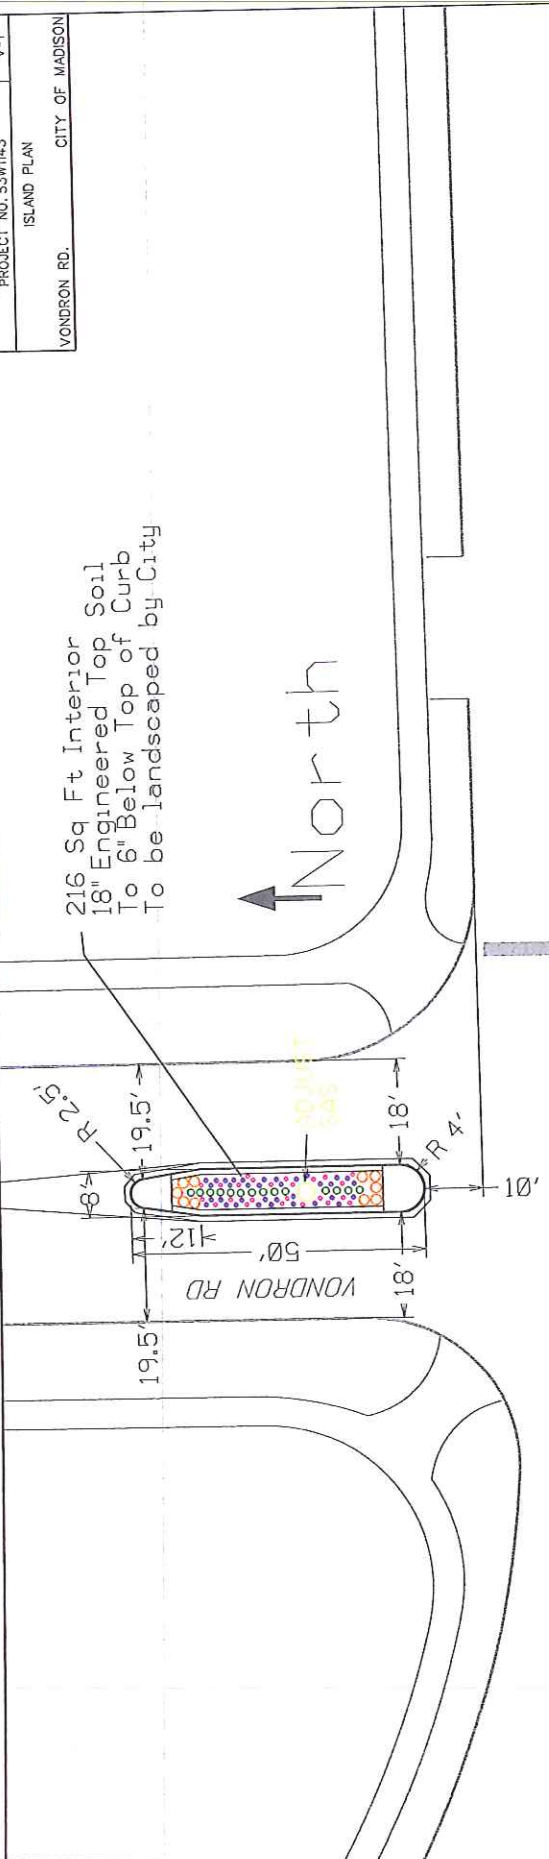 PROJECT NO. 53W1143 V-1
ISLAND PLAN
VONDRON RD. CITY OF MADISON
216 Sq Ft Interior
18" Engineered Top Soil
To 6" Below Top of Curb
To be landscaped by City
North
R 2.5'
19.5'
8'
12'
50'
VONDRON RD
19.5'
ADJUST
SAS
18'
R 4'
18'
10'